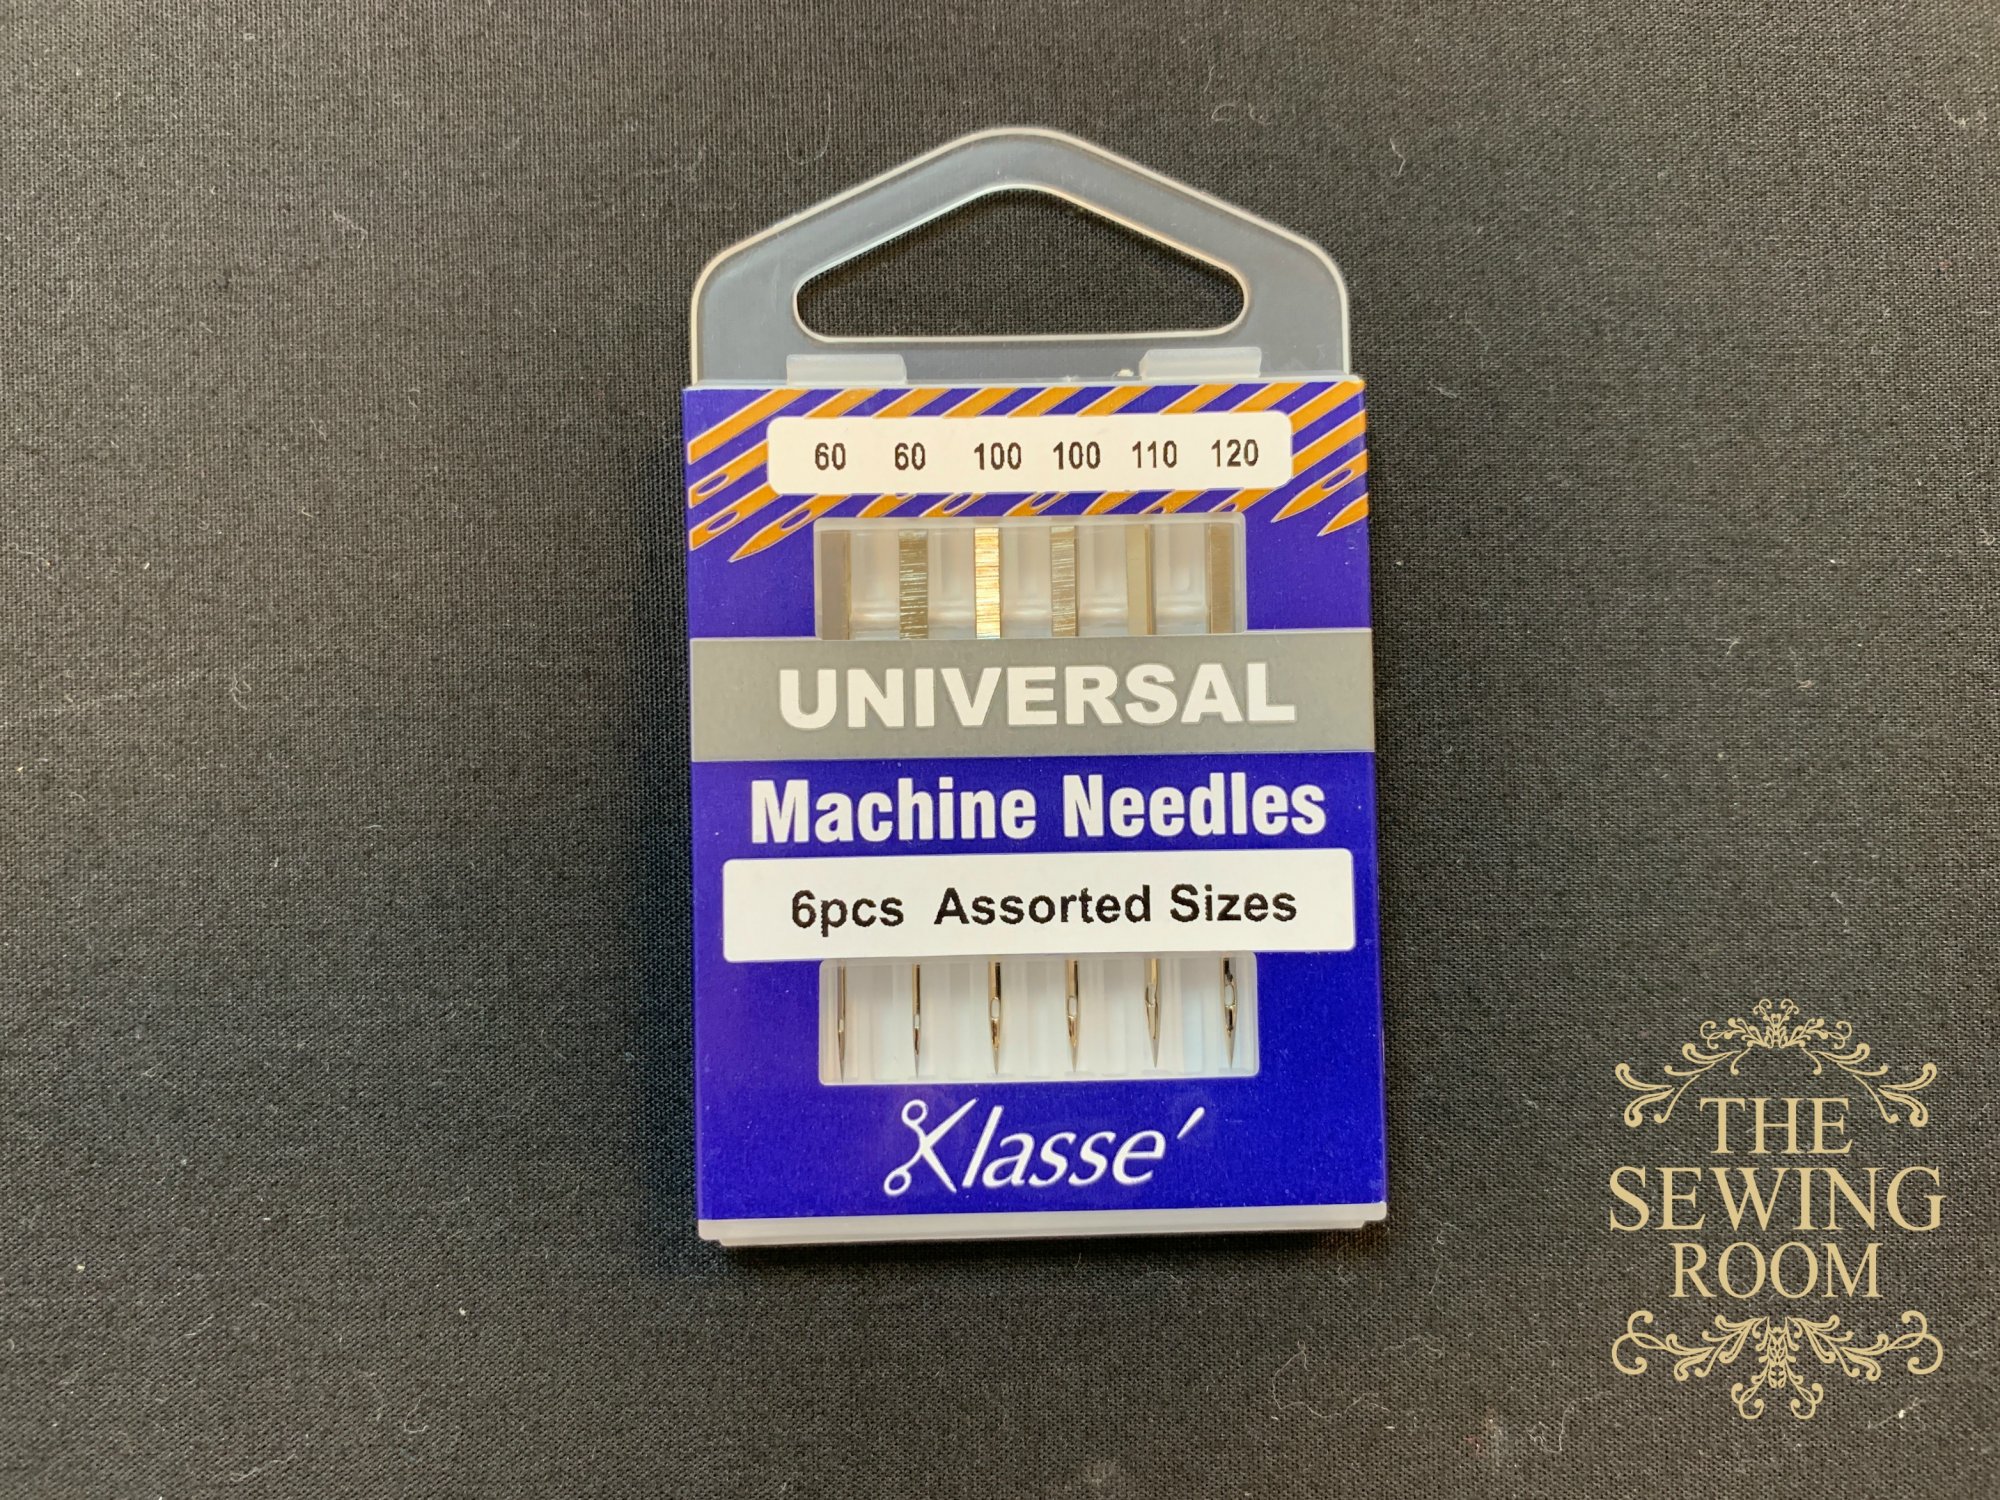 60 60 100 100 110 120
UNIVERSAL
Machine Needles
6pcs Assorted Sizes
Klasse´
THE
SEWING
ROOM